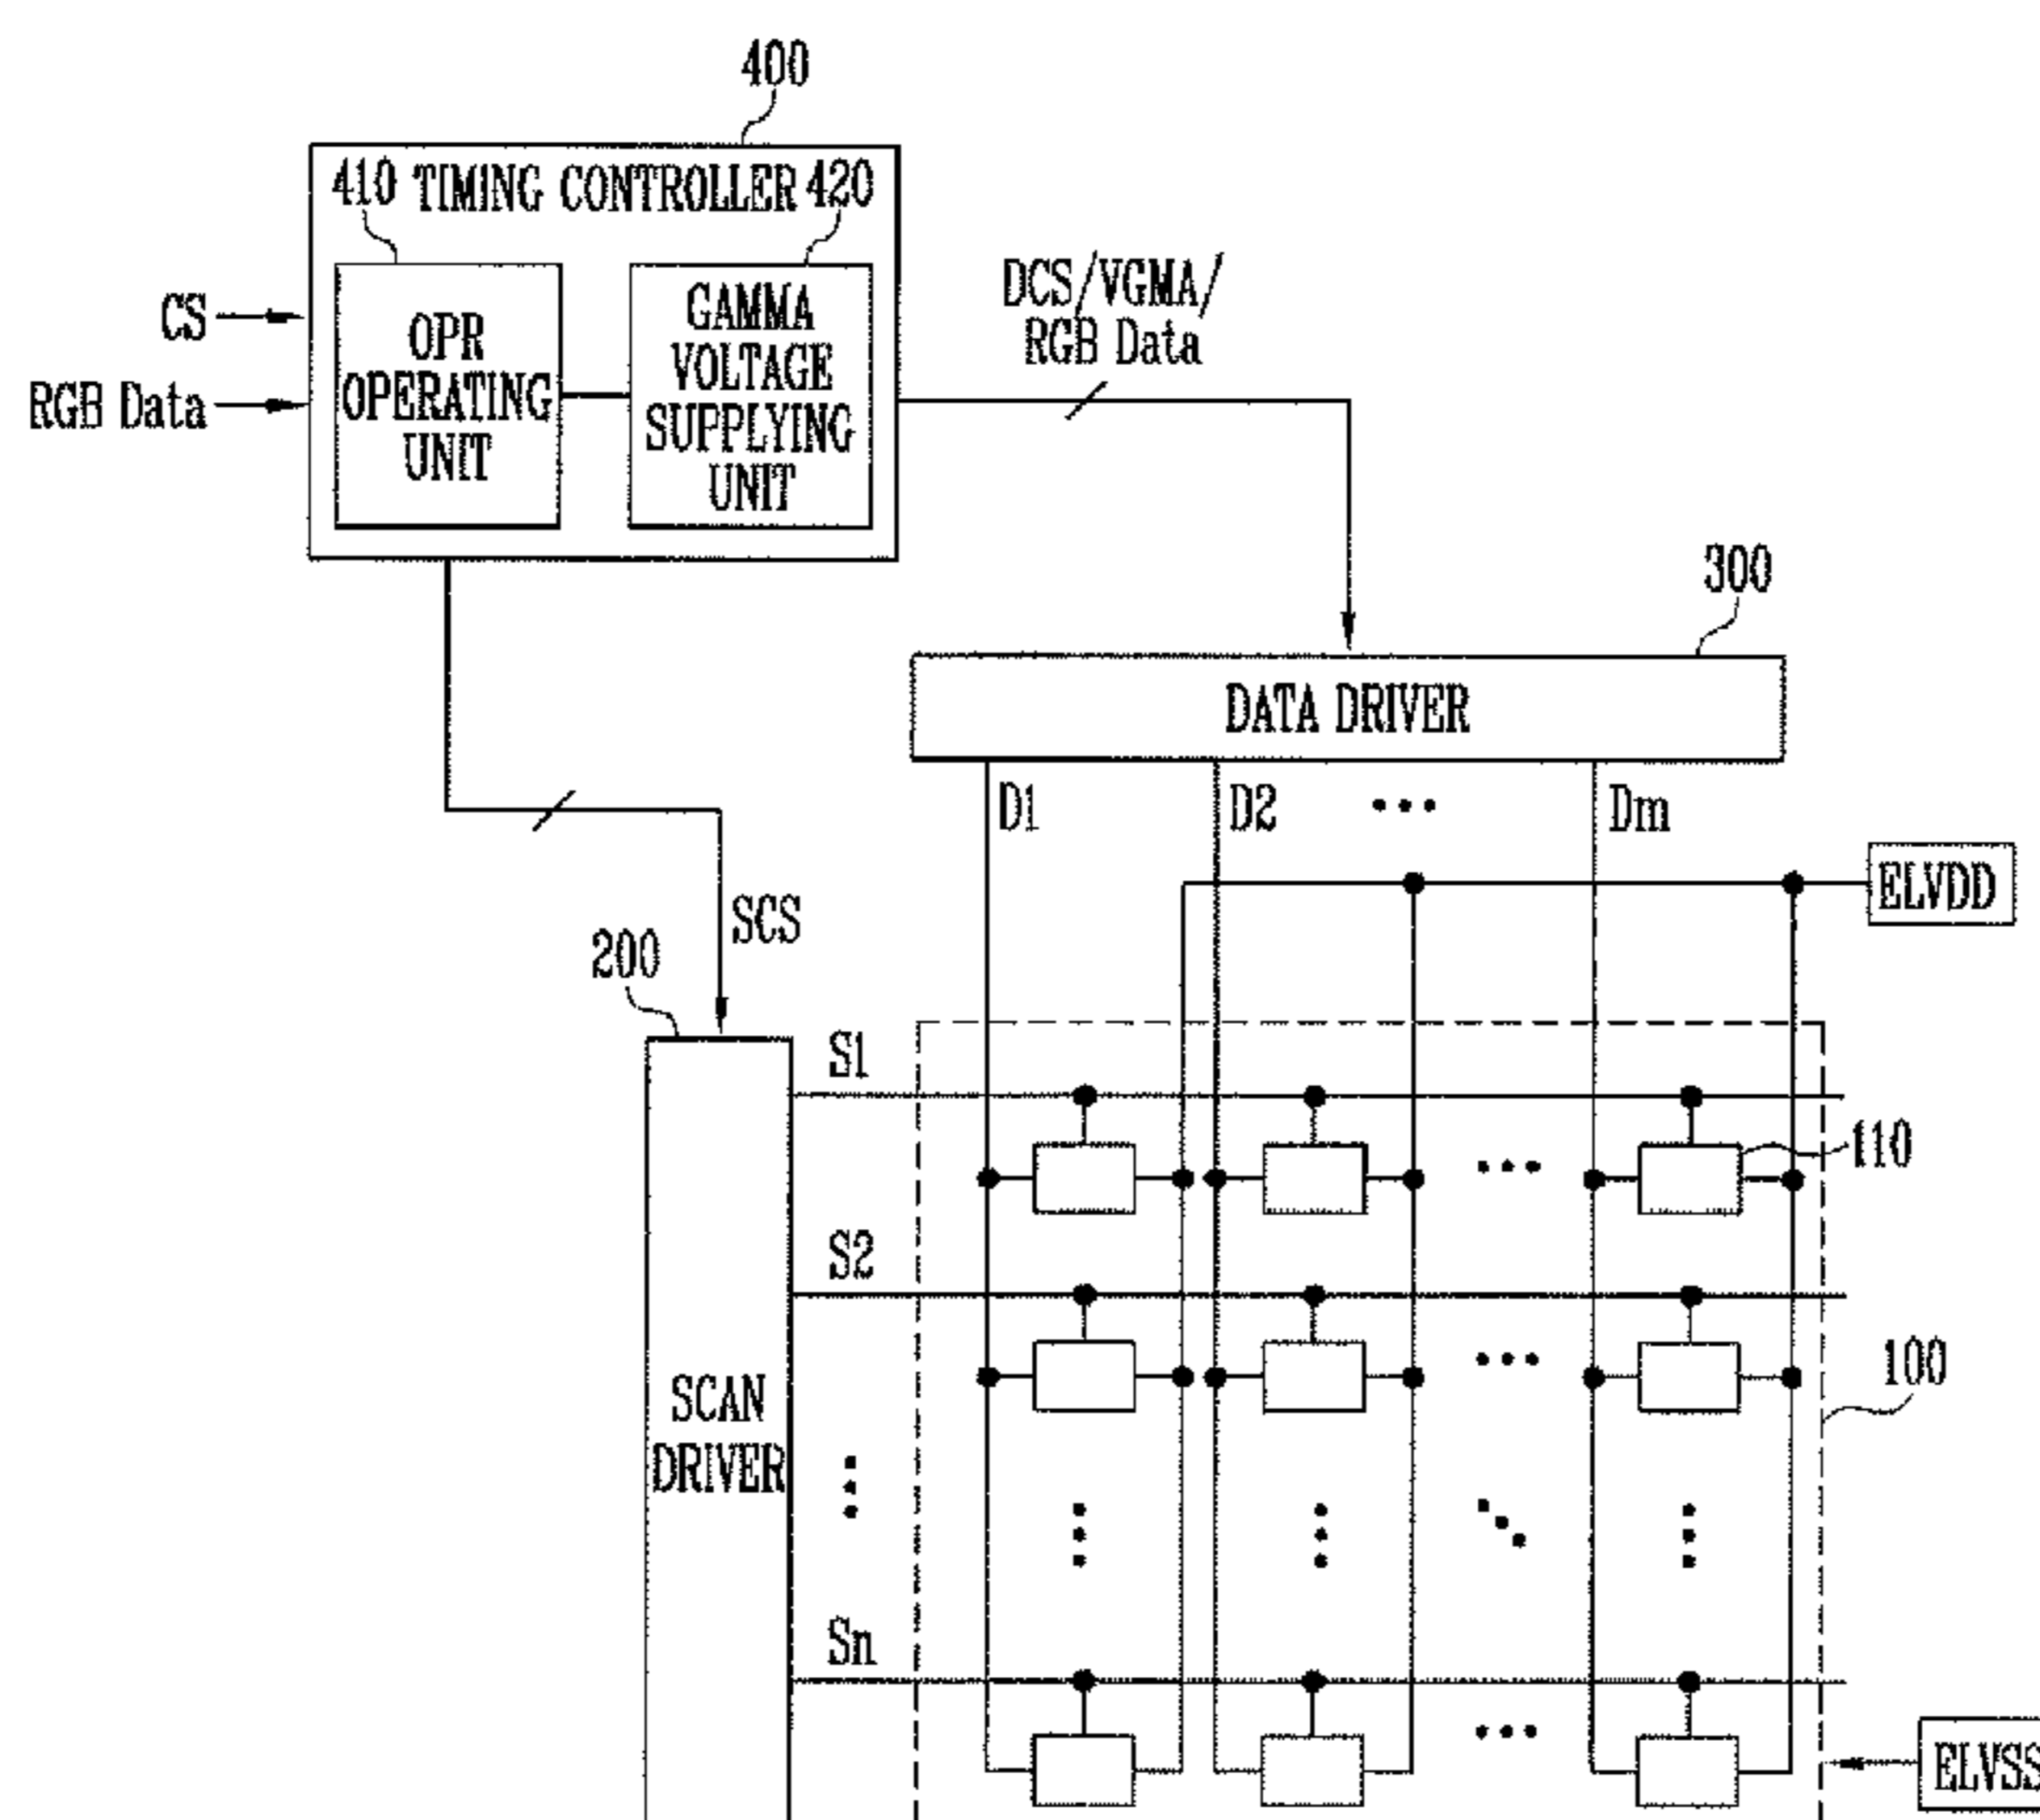 400
410 TIMING CONTROLLER 420
CS
RGB Data
OPR
OPERATING
UNIT
GAMMA
VOLTAGE
SUPPLYING
UNIT
DCS/VGMA/
RGB Data
300
DATA DRIVER
D1 D2 ... Dm
ELVDD
SCS
200
S1
110
S2
100
SCAN
DRIVER
Sn
ELVSS